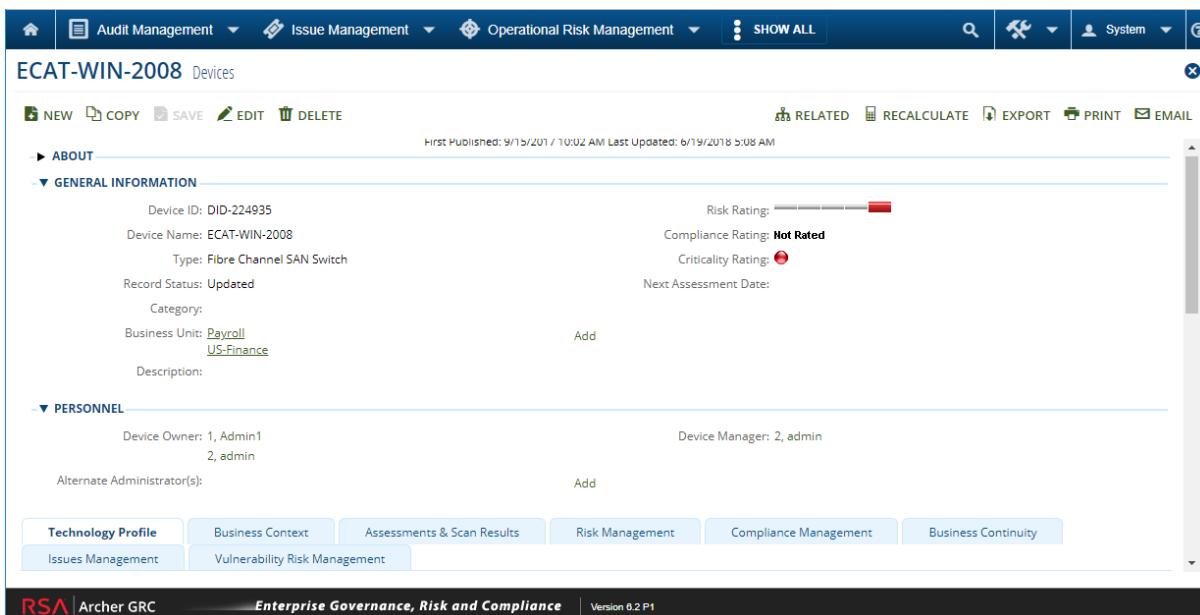 Audit Management Issue Management Operational Risk Management SHOW ALL System
ECAT-WIN-2008 Devices
NEW COPY SAVE EDIT DELETE RELATED RECALCULATE EXPORT PRINT EMAIL
First Published: 9/15/2017 10:02 AM Last Updated: 6/19/2018 5:08 AM
ABOUT
GENERAL INFORMATION
Device ID: DID-224935 Risk Rating:
Device Name: ECAT-WIN-2008 Compliance Rating: Not Rated
Type: Fibre Channel SAN Switch Criticality Rating:
Record Status: Updated Next Assessment Date:
Category:
Business Unit: Payroll Add
US-Finance
Description:
PERSONNEL
Device Owner: 1, Admin1 Device Manager: 2, admin
2, admin
Alternate Administrator(s): Add
Technology Profile Business Context Assessments & Scan Results Risk Management Compliance Management Business Continuity
Issues Management Vulnerability Risk Management
RSA Archer GRC Enterprise Governance, Risk and Compliance Version 6.2 P1